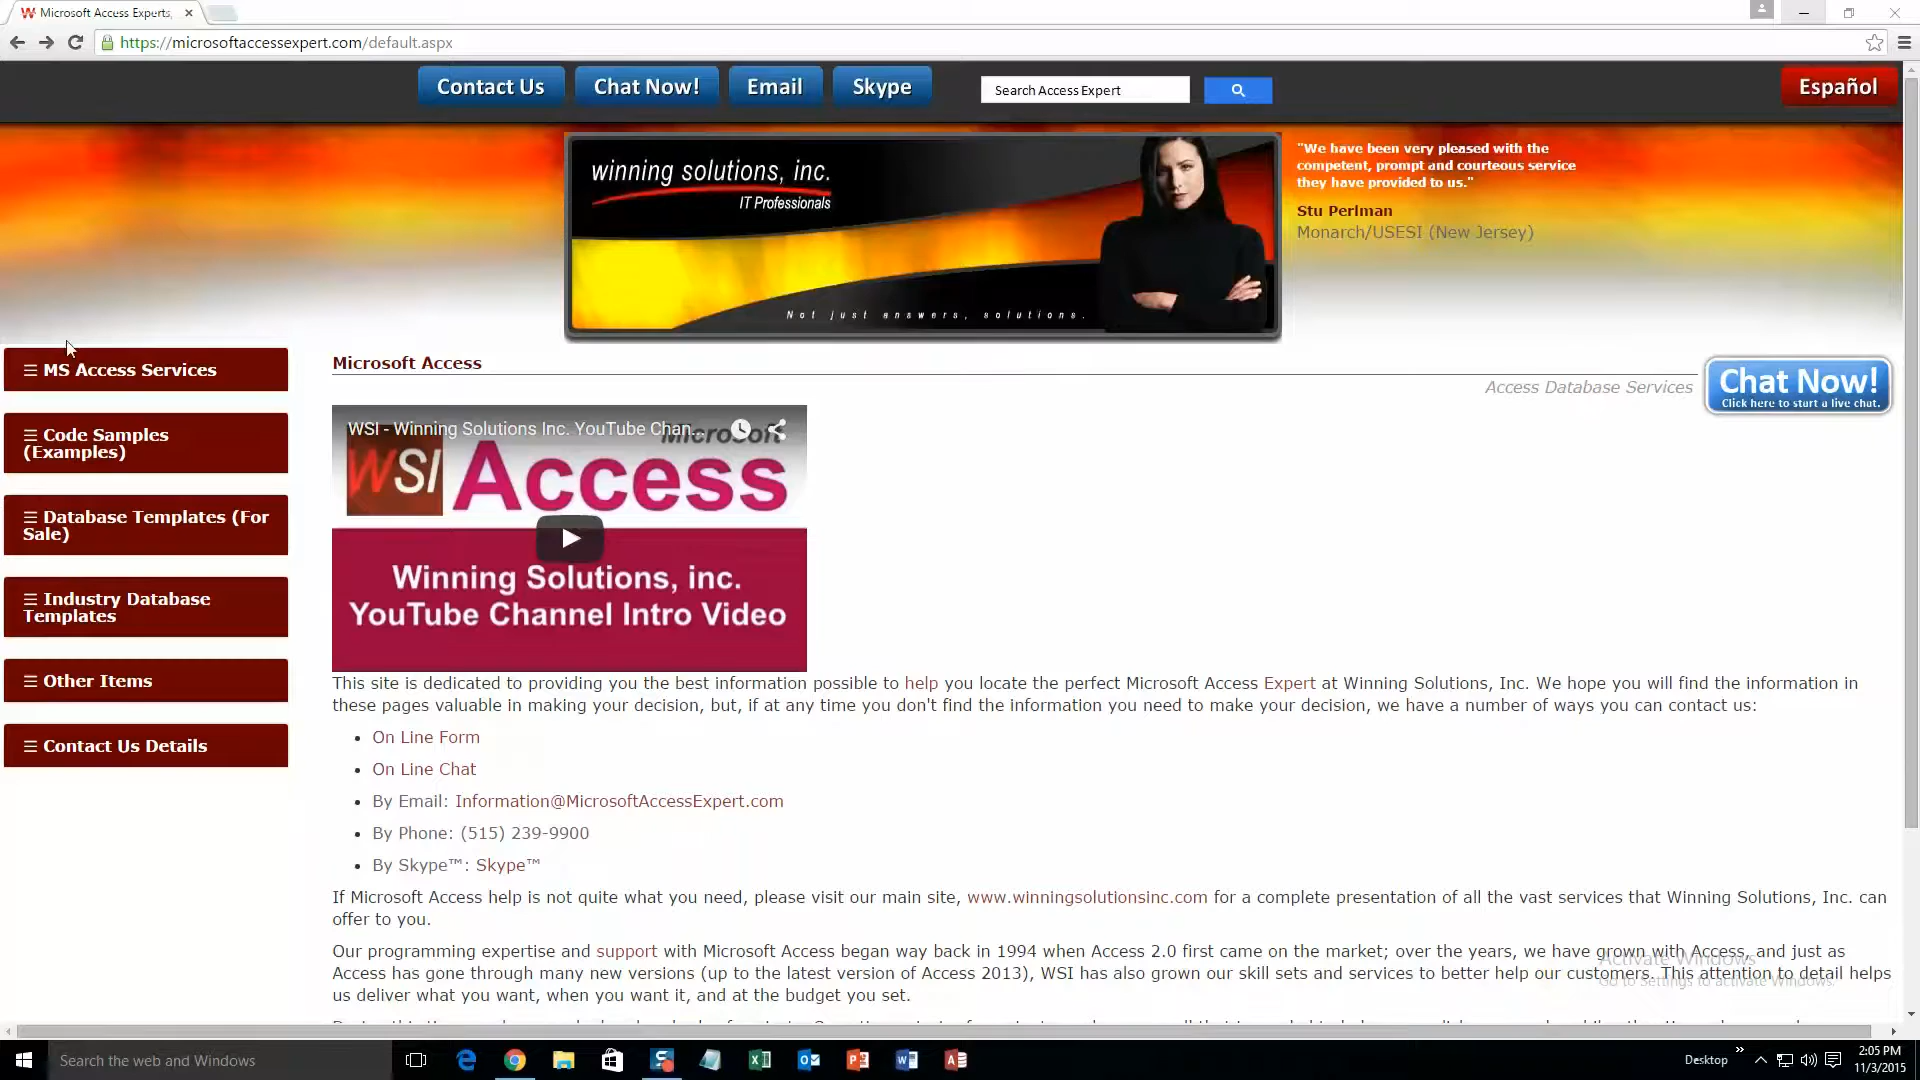 Microsoft Access Experts,
https://microsoftaccessexpert.com/default.aspx
Contact Us
Chat Now!
Email
Skype
Search Access Expert
Español
winning solutions, inc.
IT Professionals
Not just answers, solutions.
"We have been very pleased with the
competent, prompt and courteous service
they have provided to us."
Stu Perlman
Monarch/USESI (New Jersey)
MS Access Services
Code Samples
(Examples)
Database Templates (For
Sale)
Industry Database
Templates
Other Items
Contact Us Details
Microsoft Access
Access Database Services
Chat Now!
Click here to start a live chat.
WSI - Winning Solutions Inc. YouTube Chan...
Microsoft
WSI Access
Winning Solutions, inc.
YouTube Channel Intro Video
This site is dedicated to providing you the best information possible to help you locate the perfect Microsoft Access Expert at Winning Solutions, Inc. We hope you will find the information in
these pages valuable in making your decision, but, if at any time you don't find the information you need to make your decision, we have a number of ways you can contact us:
• On Line Form
• On Line Chat
• By Email: Information@MicrosoftAccessExpert.com
• By Phone: (515) 239-9900
• By Skype™: Skype™
If Microsoft Access help is not quite what you need, please visit our main site, www.winningsolutionsinc.com for a complete presentation of all the vast services that Winning Solutions, Inc. can
offer to you.
Our programming expertise and support with Microsoft Access began way back in 1994 when Access 2.0 first came on the market; over the years, we have grown with Access, and just as
Access has gone through many new versions (up to the latest version of Access 2013), WSI has also grown our skill sets and services to better help our customers. This attention to detail helps
us deliver what you want, when you want it, and at the budget you set.
Activate Windows
Go to Settings to activate Windows.
Search the web and Windows
Desktop
2:05 PM
11/3/2015